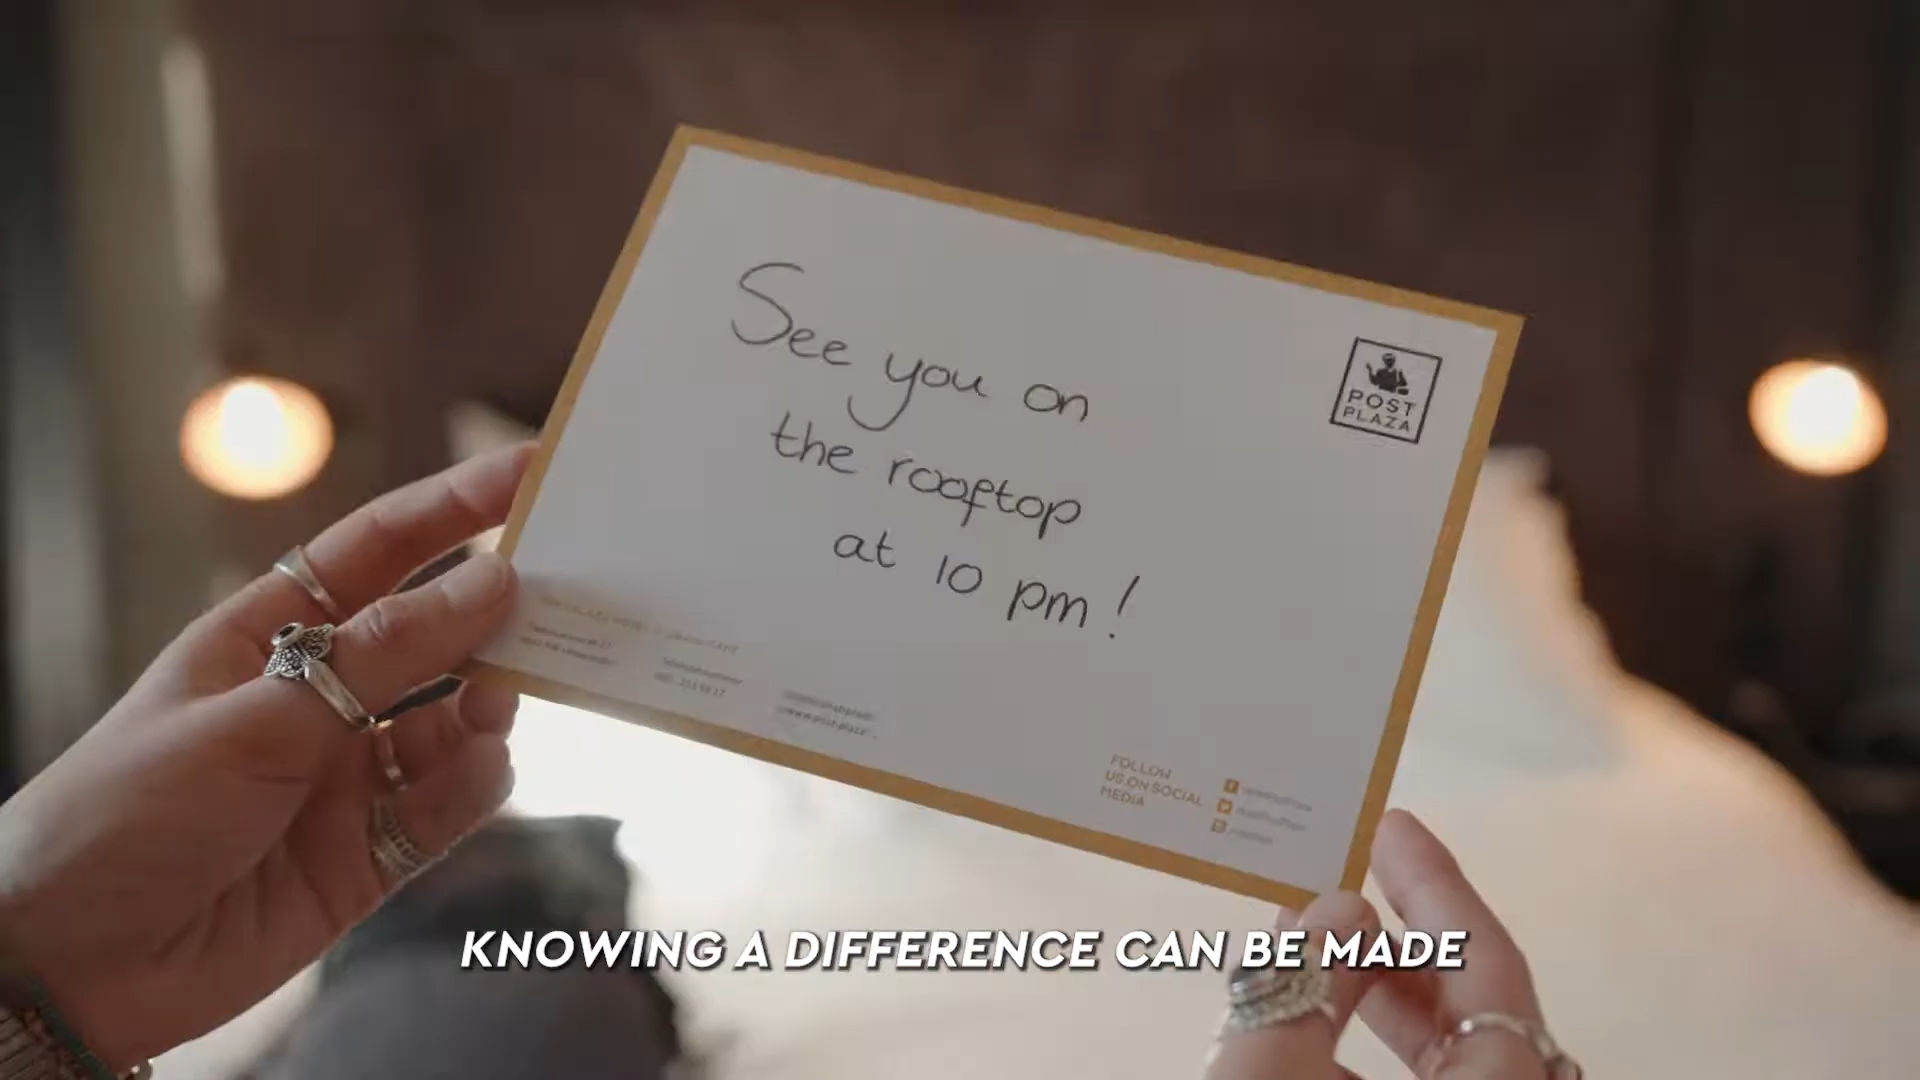 See you on
the rooftop
at 10 pm!
POST
PLAZA
FOLLOW
US ON SOCIAL
MEDIA
KNOWING A DIFFERENCE CAN BE MADE